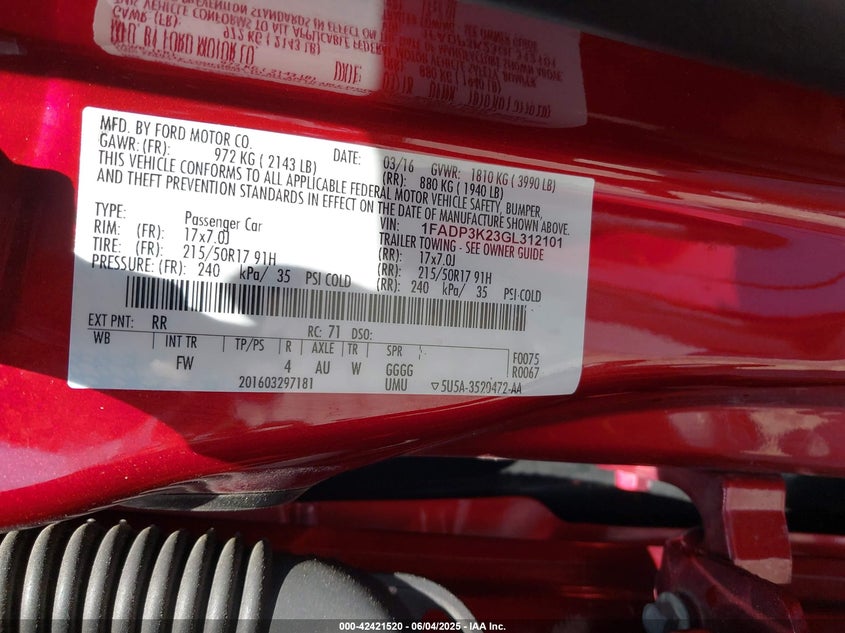 MFD. BY FORD MOTOR CO.
DATE: 03/16 GVWR: 1810 KG ( 3990 LB)
GAWR: (FR): 972 KG ( 2143 LB) (RR): 880 KG ( 1940 LB)
THIS VEHICLE CONFORMS TO ALL APPLICABLE FEDERAL MOTOR VEHICLE SAFETY, BUMPER,
AND THEFT PREVENTION STANDARDS IN EFFECT ON THE DATE OF MANUFACTURE SHOWN ABOVE.
VIN: 1FADP3K23GL312101
TYPE: Passenger Car TRAILER TOWING - SEE OWNER GUIDE
RIM: (FR): 17x7.0J (RR): 17x7.0J
TIRE: (FR): 215/50R17 91H (RR): 215/50R17 91H
PRESSURE: (FR): 240 kPa/ 35 PSI COLD (RR): 240 kPa/ 35 PSI COLD
EXT PNT: RR RC: 71 DSO:
WB INT TR TP/PS R AXLE TR SPR F0075
FW 4 AU W GGGG R0067
201603297181 UMU ▽5U5A-3520472-AA
000-42421520 - 06/04/2025 - IAA Inc.